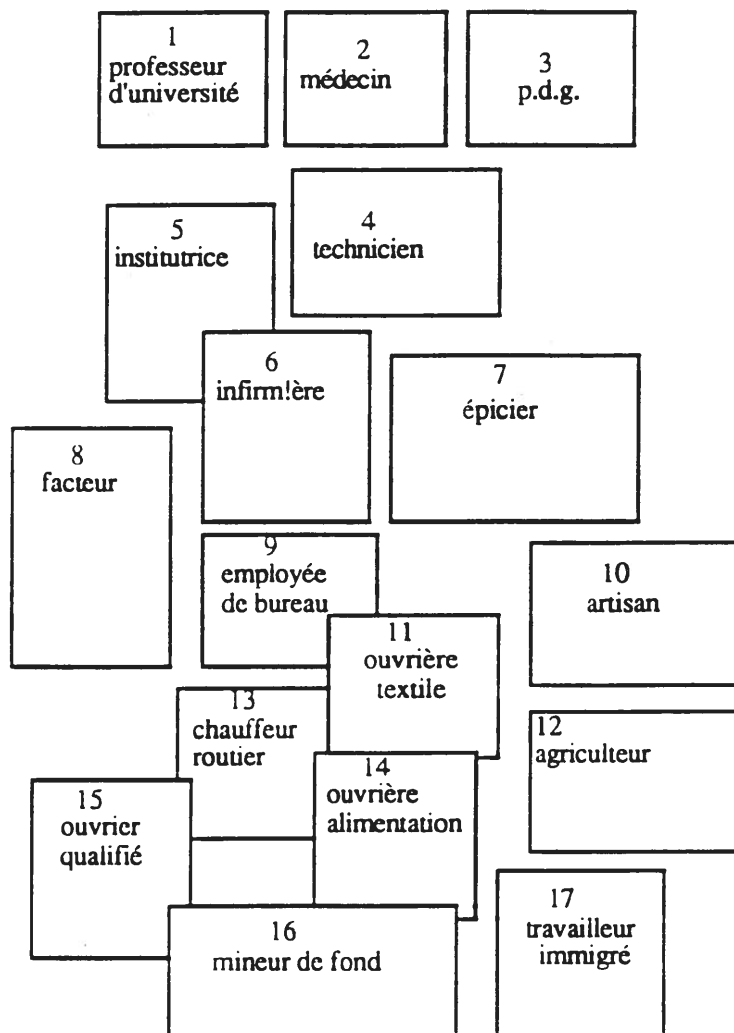 1
professeur
d'université
2
médecin
3
p.d.g.
4
technicien
5
institutrice
6
infirm!ère
7
épicier
8
facteur
9
employée
de bureau
10
artisan
11
ouvrière
textile
12
agriculteur
13
chauffeur
routier
14
ouvrière
alimentation
15
ouvrier
qualifié
16
mineur de fond
17
travailleur
immigré